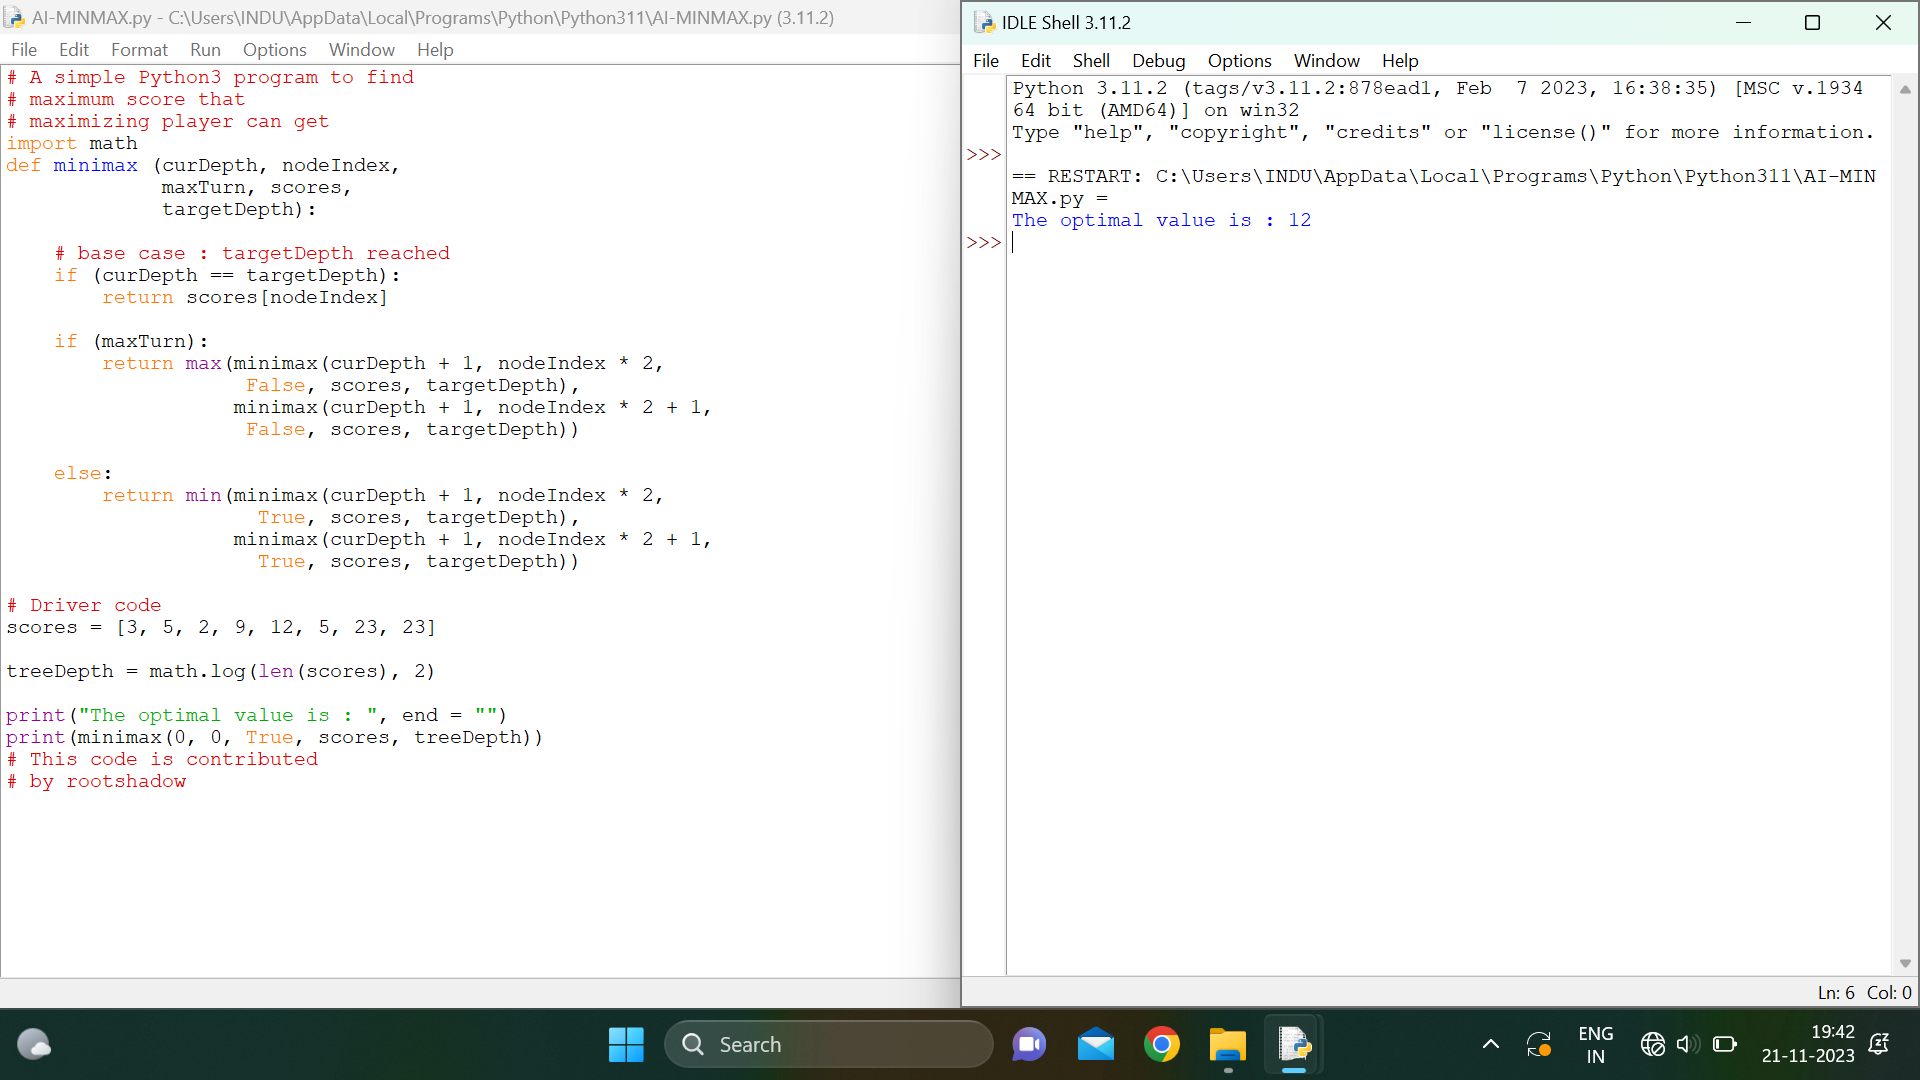 AI-MINMAX.py - C:\Users\INDU\AppData\Local\Programs\Python\Python311\AI-MINMAX.py (3.11.2)
File Edit Format Run Options Window Help
# A simple Python3 program to find
# maximum score that
# maximizing player can get
import math
def minimax (curDepth, nodeIndex,
             maxTurn, scores,
             targetDepth):
    # base case : targetDepth reached
    if (curDepth == targetDepth):
        return scores[nodeIndex]
    if (maxTurn):
        return max(minimax(curDepth + 1, nodeIndex * 2,
                    False, scores, targetDepth),
                   minimax(curDepth + 1, nodeIndex * 2 + 1,
                    False, scores, targetDepth))
    else:
        return min(minimax(curDepth + 1, nodeIndex * 2,
                     True, scores, targetDepth),
                   minimax(curDepth + 1, nodeIndex * 2 + 1,
                     True, scores, targetDepth))
# Driver code
scores = [3, 5, 2, 9, 12, 5, 23, 23]
treeDepth = math.log(len(scores), 2)
print("The optimal value is : ", end = "")
print(minimax(0, 0, True, scores, treeDepth))
# This code is contributed
# by rootshadow
IDLE Shell 3.11.2
File Edit Shell Debug Options Window Help
Python 3.11.2 (tags/v3.11.2:878ead1, Feb  7 2023, 16:38:35) [MSC v.1934
64 bit (AMD64)] on win32
Type "help", "copyright", "credits" or "license()" for more information.
>>>
== RESTART: C:\Users\INDU\AppData\Local\Programs\Python\Python311\AI-MIN
MAX.py =
The optimal value is : 12
>>>
Ln: 6 Col: 0
Search
ENG
IN
19:42
21-11-2023